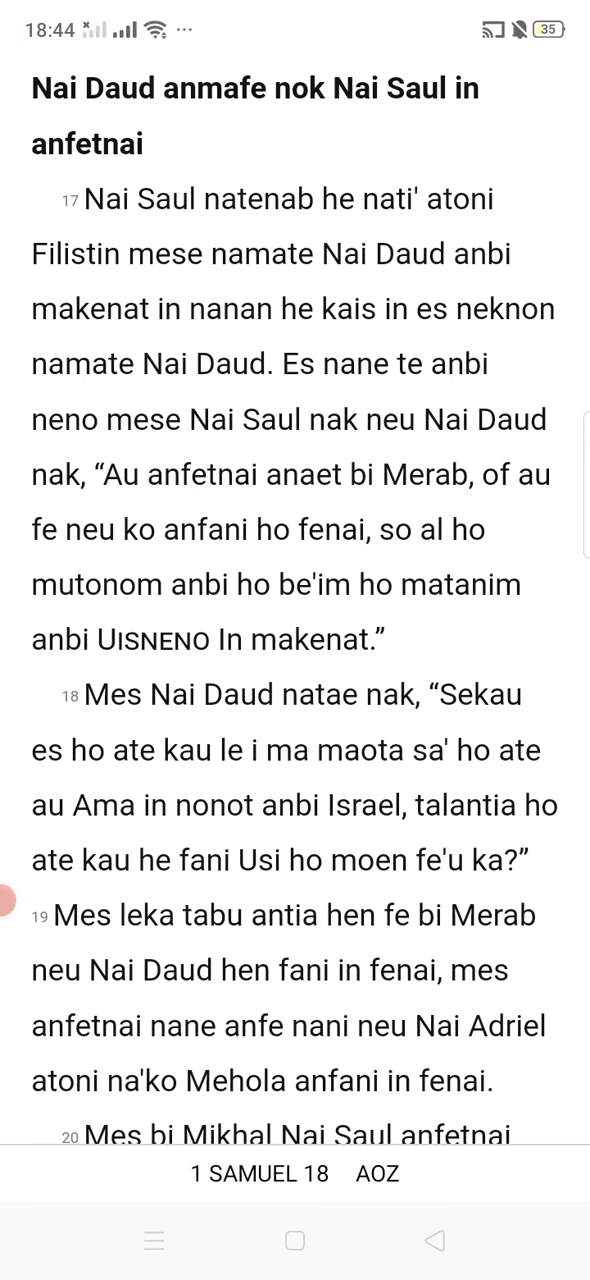 18:44
35
Nai Daud anmafe nok Nai Saul in
anfetnai
17 Nai Saul natenab he nati' atoni
Filistin mese namate Nai Daud anbi
makenat in nanan he kais in es neknon
namate Nai Daud. Es nane te anbi
neno mese Nai Saul nak neu Nai Daud
nak, “Au anfetnai anaet bi Merab, of au
fe neu ko anfani ho fenai, so al ho
mutonom anbi ho be'im ho matanim
anbi UISNENO In makenat.”
18 Mes Nai Daud natae nak, “Sekau
es ho ate kau le i ma maota sa' ho ate
au Ama in nonot anbi Israel, talantia ho
ate kau he fani Usi ho moen fe'u ka?”
19 Mes leka tabu antia hen fe bi Merab
neu Nai Daud hen fani in fenai, mes
anfetnai nane anfe nani neu Nai Adriel
atoni na'ko Mehola anfani in fenai.
20 Mes bi Mikhal Nai Saul anfetnai
1 SAMUEL 18 AOZ